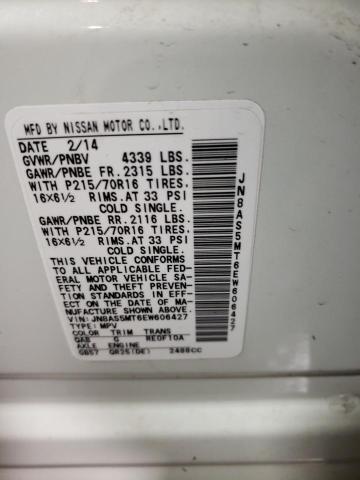 MFD BY NISSAN MOTOR CO.,LTD.
DATE 2/14
GVWR/PNBV 4339 LBS.
GAWR/PNBE FR. 2315 LBS.
WITH P215/70R16 TIRES,
16X6½ RIMS.AT 33 PSI
COLD SINGLE.
GAWR/PNBE RR. 2116 LBS.
WITH P215/70R16 TIRES,
16X6½ RIMS.AT 33 PSI
COLD SINGLE.
THIS VEHICLE CONFORMS
TO ALL APPLICABLE FED-
ERAL MOTOR VEHICLE SA-
FETY AND THEFT PREVENTION
STANDARDS IN EFF-
ECT ON THE DATE OF MA-
NUFACTURE SHOWN ABOVE.
VIN: JN8AS5MT6EW606427
TYPE: MPV
COLOR TRIM TRANS
QAB G RE0F10A
AXLE ENGINE
GB57 QR25(DE) 2488CC
JN8AS5MT6EW606427